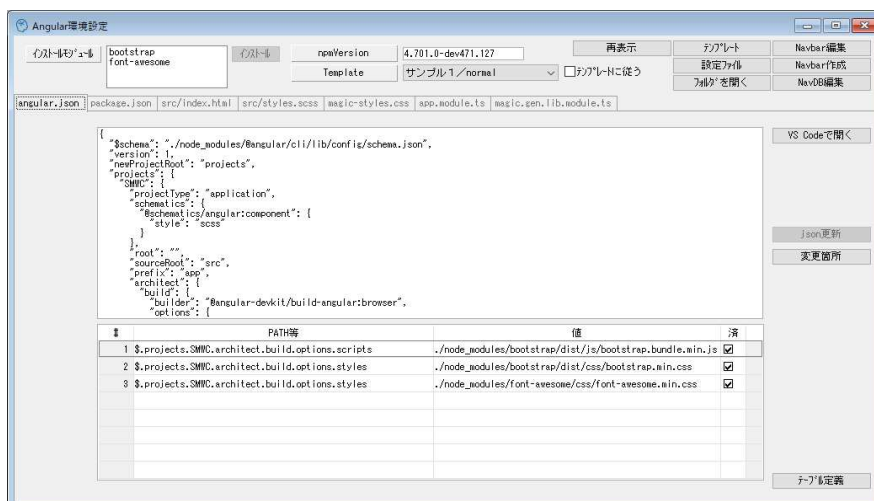 Angular環境設定
ｲﾝｽﾄｰﾙﾓｼﾞｭｰﾙ
bootstrap
font-awesome
ｲﾝｽﾄｰﾙ
npmVersion
4.701.0-dev471.127
Template
サンプル１／normal
ﾃﾝﾌﾟﾚｰﾄに従う
再表示
ﾃﾝﾌﾟﾚｰﾄ
設定ﾌｧｲﾙ
ﾌｫﾙﾀﾞを開く
Navbar編集
Navbar作成
NavDB編集
angular.json package.json src/index.html src/styles.scss magic-styles.css app.module.ts magic.gen.lib.module.ts
{
"$schema": "./node_modules/@angular/cli/lib/config/schema.json",
"version": 1,
"newProjectRoot": "projects",
"projects": {
"SMWC": {
"projectType": "application",
"schematics": {
"@schematics/angular:component": {
"style": "scss"
}
},
"root": "",
"sourceRoot": "src",
"prefix": "app",
"architect": {
"build": {
"builder": "@angular-devkit/build-angular:browser",
"options": {
VS Codeで開く
json更新
変更箇所
# PATH等 値 済
1 $.projects.SMWC.architect.build.options.scripts ./node_modules/bootstrap/dist/js/bootstrap.bundle.min.js
2 $.projects.SMWC.architect.build.options.styles ./node_modules/bootstrap/dist/css/bootstrap.min.css
3 $.projects.SMWC.architect.build.options.styles ./node_modules/font-awesome/css/font-awesome.min.css
ﾃｰﾌﾞﾙ定義